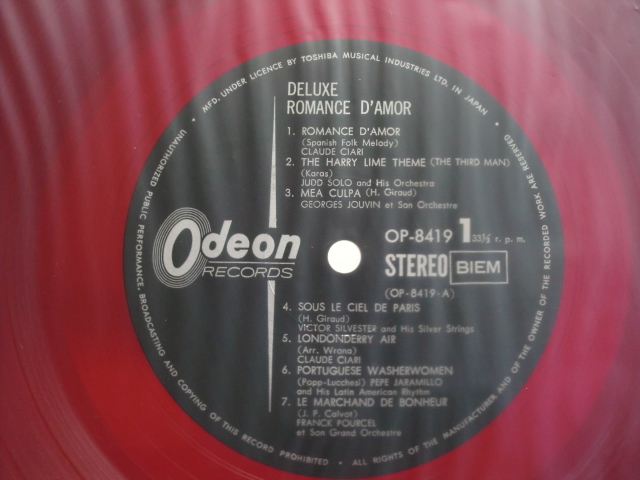 MFD. UNDER LICENCE BY TOSHIBA MUSICAL INDUSTRIES LTD. IN JAPAN
DELUXE
ROMANCE D'AMOR
1. ROMANCE D'AMOR
(Spanish Folk Melody)
CLAUDE CIARI
2. THE HARRY LIME THEME (THE THIRD MAN)
(Karas)
JUDD SOLO and His Orchestra
3. MEA CULPA (H. Giraud)
GEORGES JOUVIN et Son Orchestre
Odeon
RECORDS
OP-8419 1 33⅓ r. p. m.
STEREO BIEM
(OP-8419-A)
4. SOUS LE CIEL DE PARIS
(H. Giraud)
VICTOR SILVESTER and His Silver Strings
5. LONDONDERRY AIR
(Arr. Wrona)
CLAUDE CIARI
6. PORTUGUESE WASHERWOMEN
(Popp-Lucchesi) PEPE JARAMILLO
and His Latin American Rhythm
7. LE MARCHAND DE BONHEUR
(J. P. Calvet)
FRANCK POURCEL
et Son Grand Orchestre
UNAUTHORIZED PUBLIC PERFORMANCE, BROADCASTING AND COPYING OF THIS RECORD PROHIBITED • ALL RIGHTS OF THE MANUFACTURER AND OF THE OWNER OF THE RECORDED WORK ARE RESERVED.